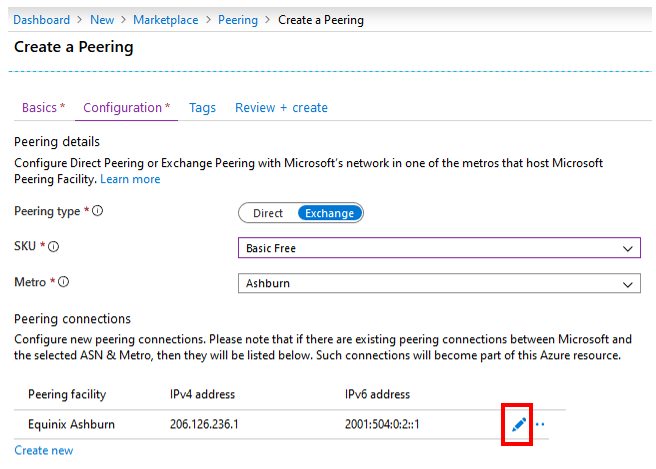 Dashboard > New > Marketplace > Peering > Create a Peering
Create a Peering
Basics * Configuration * Tags Review + create
Peering details
Configure Direct Peering or Exchange Peering with Microsoft's network in one of the metros that host Microsoft
Peering Facility. Learn more
Peering type * Direct Exchange
SKU * Basic Free
Metro * Ashburn
Peering connections
Configure new peering connections. Please note that if there are existing peering connections between Microsoft and
the selected ASN & Metro, then they will be listed below. Such connections will become part of this Azure resource.
Peering facility IPv4 address IPv6 address
Equinix Ashburn 206.126.236.1 2001:504:0:2::1
Create new